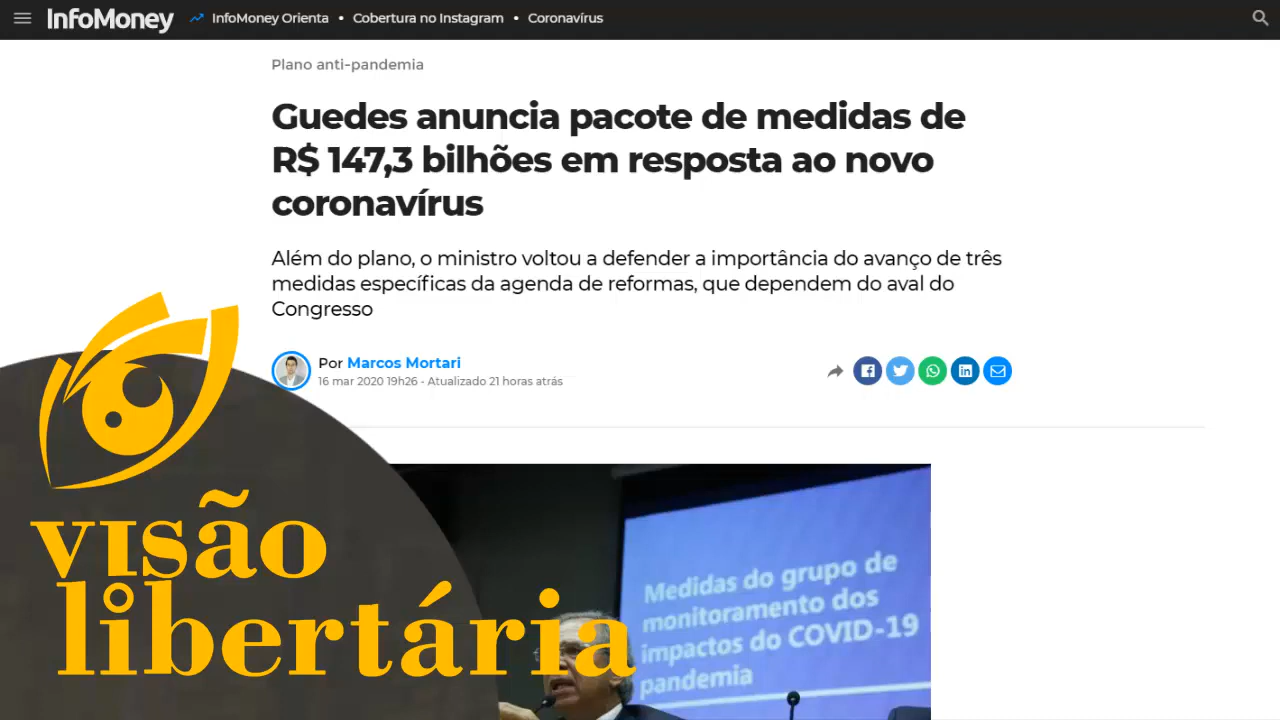 InfoMoney InfoMoney Orienta • Cobertura no Instagram • Coronavírus
Plano anti-pandemia
Guedes anuncia pacote de medidas de
R$ 147,3 bilhões em resposta ao novo
coronavírus
Além do plano, o ministro voltou a defender a importância do avanço de três
medidas específicas da agenda de reformas, que dependem do aval do
Congresso
Por Marcos Mortari
16 mar 2020 19h26 - Atualizado 21 horas atrás
visão
libertária
Medidas do grupo de
monitoramento dos
impactos do COVID-19
pandemia